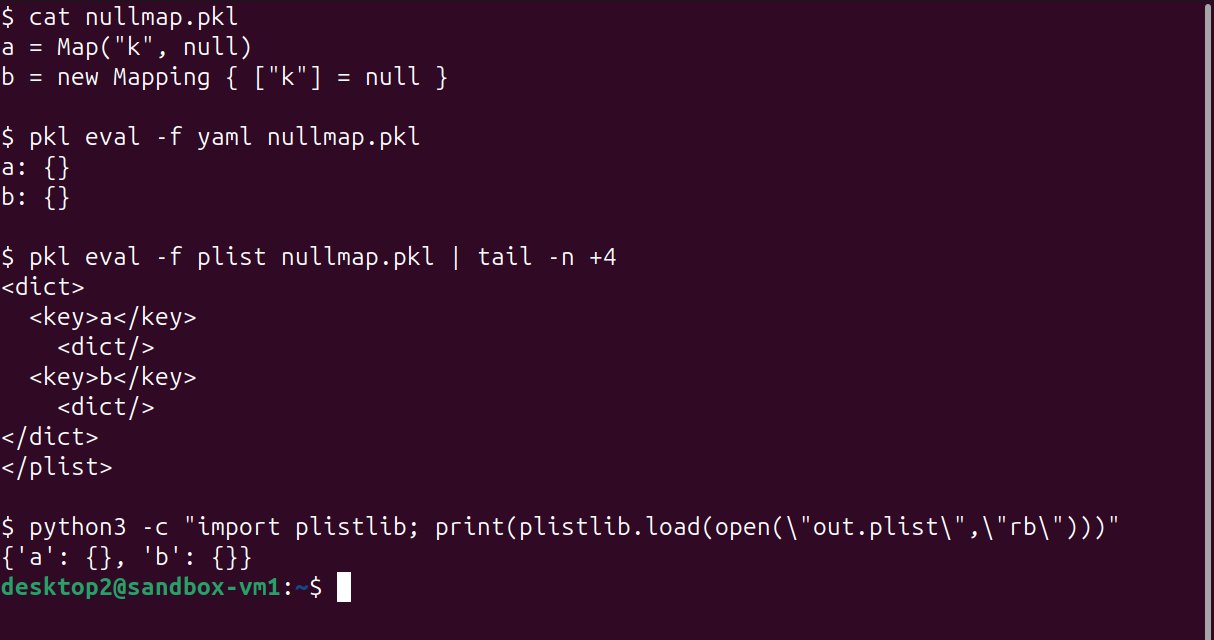 $ cat nullmap.pkl
a = Map("k", null)
b = new Mapping { ["k"] = null }
$ pkl eval -f yaml nullmap.pkl
a: {}
b: {}
$ pkl eval -f plist nullmap.pkl | tail -n +4
<dict>
  <key>a</key>
    <dict/>
  <key>b</key>
    <dict/>
</dict>
</plist>
$ python3 -c "import plistlib; print(plistlib.load(open(\"out.plist\",\"rb\")))"
{'a': {}, 'b': {}}
desktop2@sandbox-vm1:~$